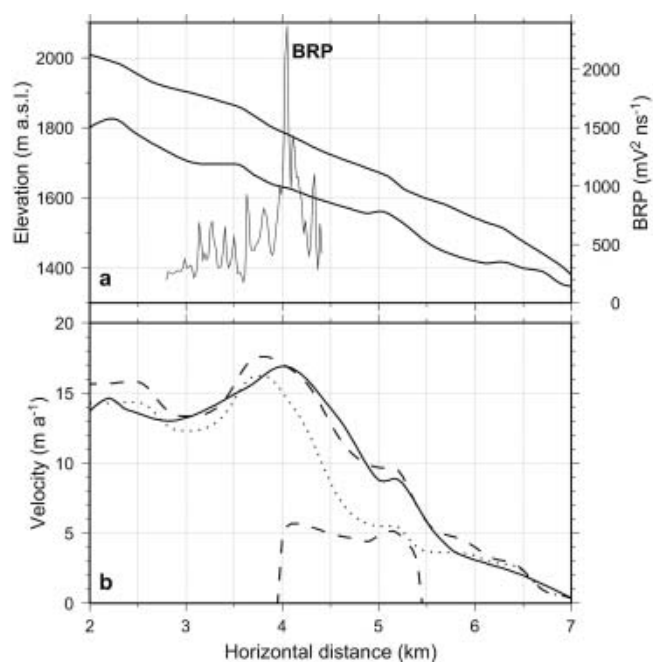 2000
1800
1600
1400
Elevation (m a.s.l.)
BRP
2000
1500
1000
500
0
BRP (mV² ns⁻¹)
a
20
15
10
5
0
Velocity (m a⁻¹)
b
2 3 4 5 6 7
Horizontal distance (km)